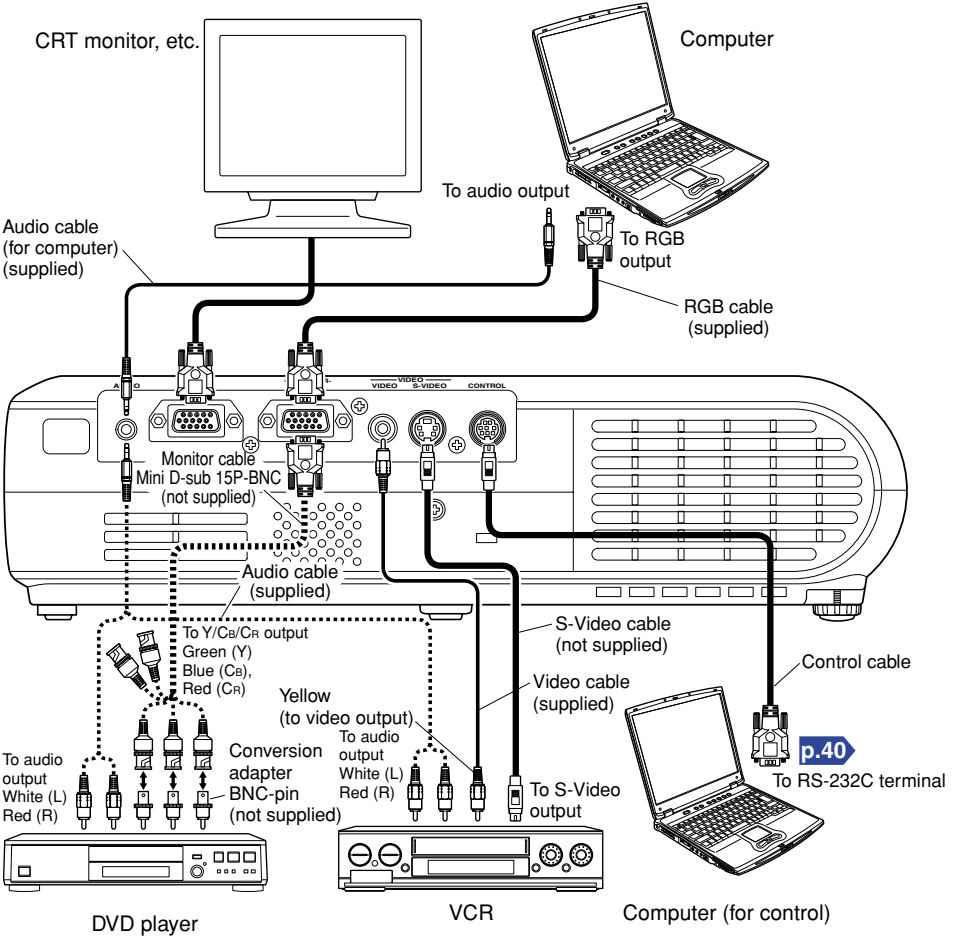 CRT monitor, etc.
Computer
To audio output
Audio cable
(for computer)
(supplied)
To RGB
output
RGB cable
(supplied)
VIDEO
VIDEO
S-VIDEO
CONTROL
Monitor cable
Mini D-sub 15P-BNC
(not supplied)
Audio cable
(supplied)
To Y/CB/CR output
Green (Y)
Blue (CB),
Red (CR)
S-Video cable
(not supplied)
Control cable
Video cable
(supplied)
Yellow
(to video output)
To audio
output
White (L)
Red (R)
Conversion
adapter
BNC-pin
(not supplied)
To audio
output
White (L)
Red (R)
To S-Video
output
p.40
To RS-232C terminal
DVD player
VCR
Computer (for control)